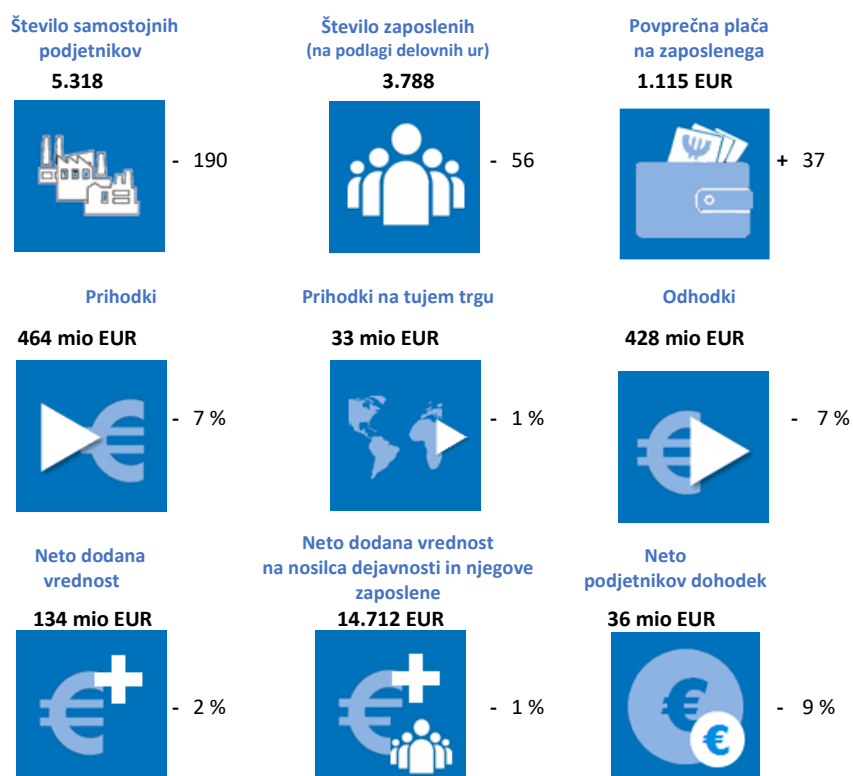 Število samostojnih
podjetnikov
5.318
- 190
Število zaposlenih
(na podlagi delovnih ur)
3.788
- 56
Povprečna plača
na zaposlenega
1.115 EUR
+ 37
Prihodki
464 mio EUR
- 7 %
Prihodki na tujem trgu
33 mio EUR
- 1 %
Odhodki
428 mio EUR
- 7 %
Neto dodana
vrednost
134 mio EUR
- 2 %
Neto dodana vrednost
na nosilca dejavnosti in njegove
zaposlene
14.712 EUR
- 1 %
Neto
podjetnikov dohodek
36 mio EUR
- 9 %